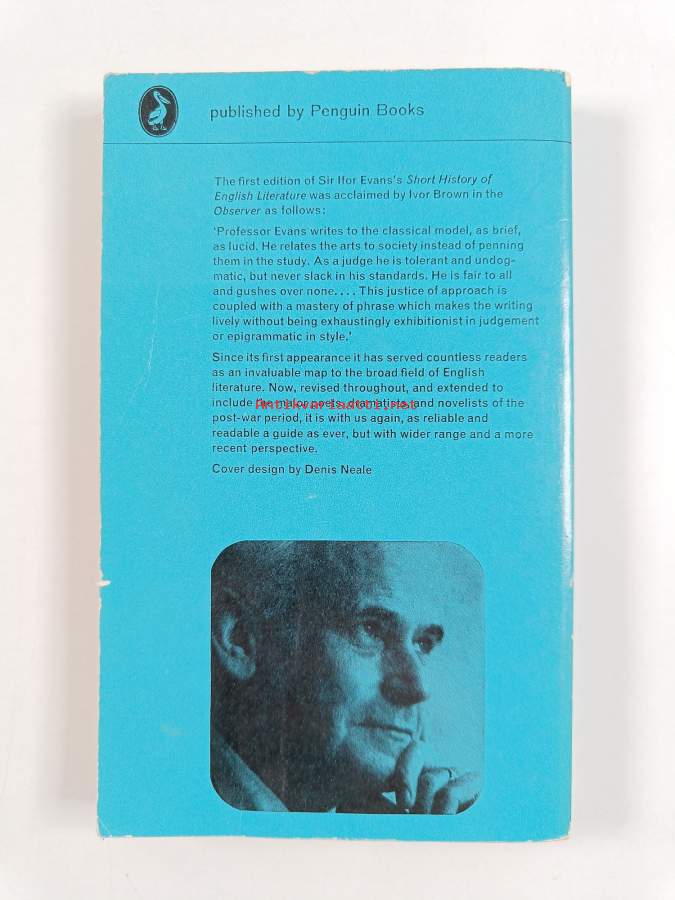 published by Penguin Books
The first edition of Sir Ifor Evans's Short History of
English Literature was acclaimed by Ivor Brown in the
Observer as follows:
'Professor Evans writes to the classical model, as brief,
as lucid. He relates the arts to society instead of penning
them in the study. As a judge he is tolerant and undog-
matic, but never slack in his standards. He is fair to all
and gushes over none.... This justice of approach is
coupled with a mastery of phrase which makes the writing
lively without being exhaustingly exhibitionist in judgement
or epigrammatic in style.'
Since its first appearance it has served countless readers
as an invaluable map to the broad field of English
literature. Now, revised throughout, and extended to
include the major poets, dramatists, and novelists of the
Antikvariaatti.net
post-war period, it is with us again, as reliable and
readable a guide as ever, but with wider range and a more
recent perspective.
Cover design by Denis Neale